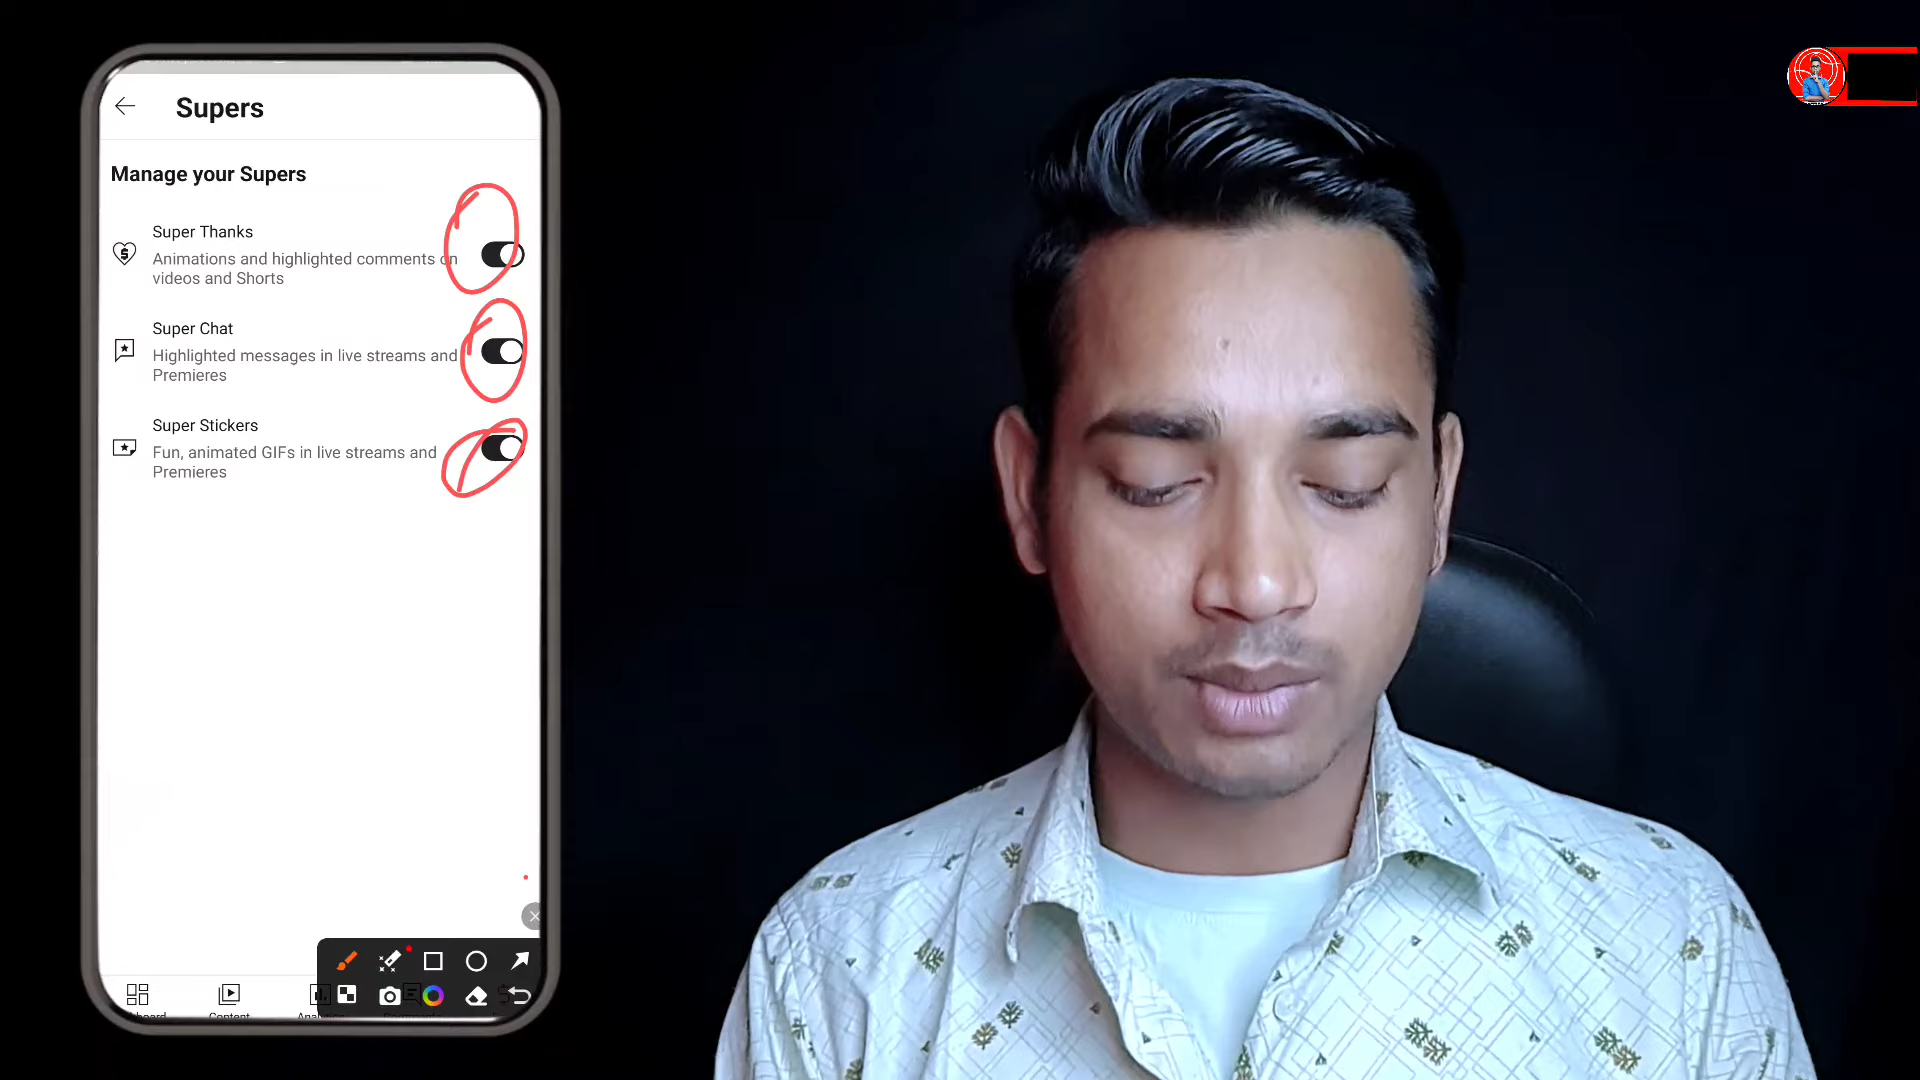 Supers
Manage your Supers
Super Thanks
Animations and highlighted comments on
videos and Shorts
Super Chat
Highlighted messages in live streams and
Premieres
Super Stickers
Fun, animated GIFs in live streams and
Premieres
Content